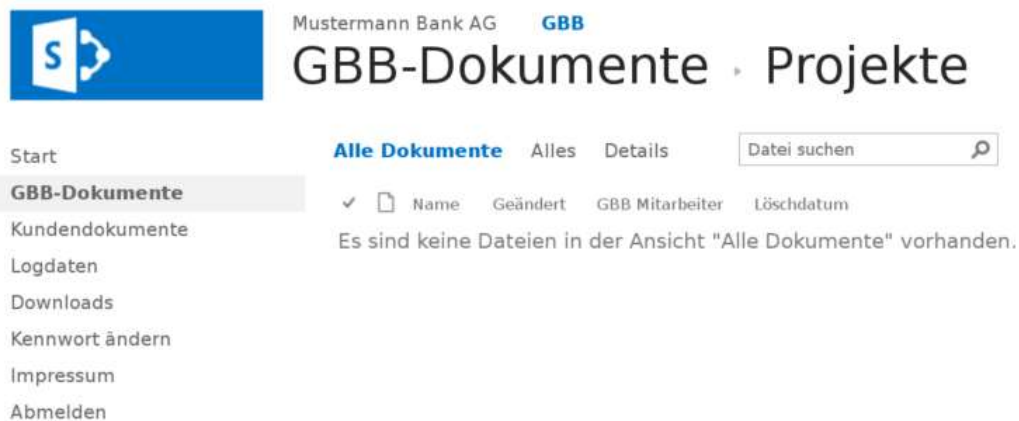 Mustermann Bank AG GBB
GBB-Dokumente ▸ Projekte
Start
GBB-Dokumente
Kundendokumente
Logdaten
Downloads
Kennwort ändern
Impressum
Abmelden
Alle Dokumente Alles Details Datei suchen
Name Geändert GBB Mitarbeiter Löschdatum
Es sind keine Dateien in der Ansicht "Alle Dokumente" vorhanden.